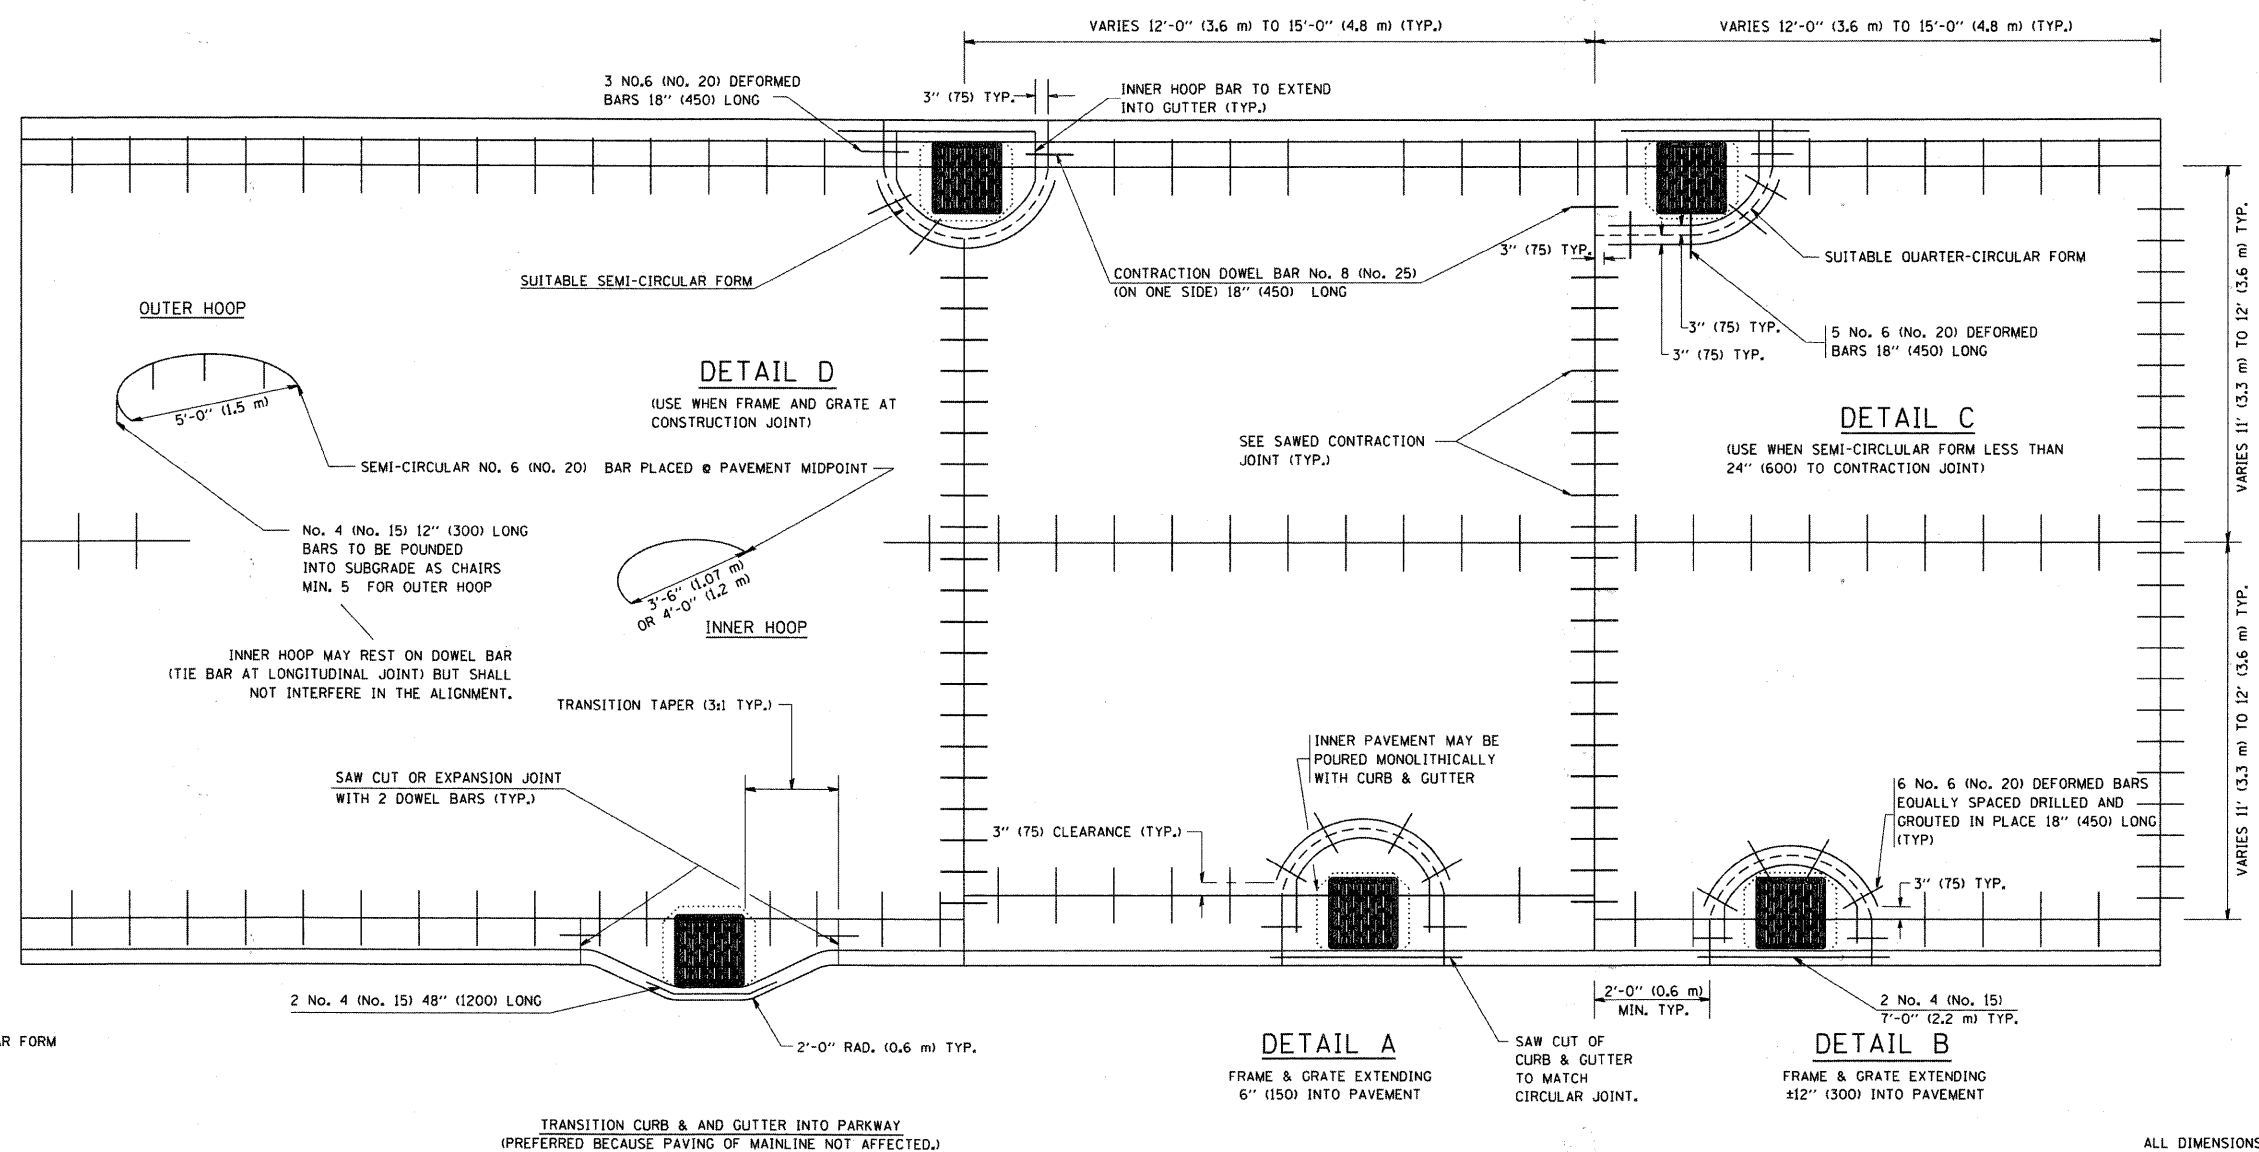 VARIES 12'-0" (3.6 m) TO 15'-0" (4.8 m) (TYP.)
VARIES 12'-0" (3.6 m) TO 15'-0" (4.8 m) (TYP.)
3 NO.6 (NO. 20) DEFORMED
BARS 18" (450) LONG
3" (75) TYP.
INNER HOOP BAR TO EXTEND
INTO GUTTER (TYP.)
SUITABLE SEMI-CIRCULAR FORM
CONTRACTION DOWEL BAR No. 8 (No. 25)
(ON ONE SIDE) 18" (450) LONG
3" (75) TYP.
SUITABLE QUARTER-CIRCULAR FORM
3" (75) TYP.
3" (75) TYP.
5 No. 6 (No. 20) DEFORMED
BARS 18" (450) LONG
VARIES 11' (3.3 m) TO 12' (3.6 m) TYP.
OUTER HOOP
5'-0" (1.5 m)
DETAIL D
(USE WHEN FRAME AND GRATE AT
CONSTRUCTION JOINT)
SEE SAWED CONTRACTION
JOINT (TYP.)
DETAIL C
(USE WHEN SEMI-CIRCLULAR FORM LESS THAN
24" (600) TO CONTRACTION JOINT)
SEMI-CIRCULAR NO. 6 (NO. 20) BAR PLACED @ PAVEMENT MIDPOINT
No. 4 (No. 15) 12" (300) LONG
BARS TO BE POUNDED
INTO SUBGRADE AS CHAIRS
MIN. 5 FOR OUTER HOOP
3'-6" (1.07 m)
OR 4'-0" (1.2 m)
INNER HOOP
INNER HOOP MAY REST ON DOWEL BAR
(TIE BAR AT LONGITUDINAL JOINT) BUT SHALL
NOT INTERFERE IN THE ALIGNMENT.
TRANSITION TAPER (3:1 TYP.)
SAW CUT OR EXPANSION JOINT
WITH 2 DOWEL BARS (TYP.)
INNER PAVEMENT MAY BE
POURED MONOLITHICALLY
WITH CURB & GUTTER
3" (75) CLEARANCE (TYP.)
6 No. 6 (No. 20) DEFORMED BARS
EQUALLY SPACED DRILLED AND
GROUTED IN PLACE 18" (450) LONG
(TYP)
3" (75) TYP.
VARIES 11' (3.3 m) TO 12' (3.6 m) TYP.
2 No. 4 (No. 15) 48" (1200) LONG
2'-0" RAD. (0.6 m) TYP.
2'-0" (0.6 m)
MIN. TYP.
2 No. 4 (No. 15)
7'-0" (2.2 m) TYP.
AR FORM
DETAIL A
FRAME & GRATE EXTENDING
6" (150) INTO PAVEMENT
SAW CUT OF
CURB & GUTTER
TO MATCH
CIRCULAR JOINT.
DETAIL B
FRAME & GRATE EXTENDING
±12" (300) INTO PAVEMENT
TRANSITION CURB & AND GUTTER INTO PARKWAY
(PREFERRED BECAUSE PAVING OF MAINLINE NOT AFFECTED.)
ALL DIMENSIONS